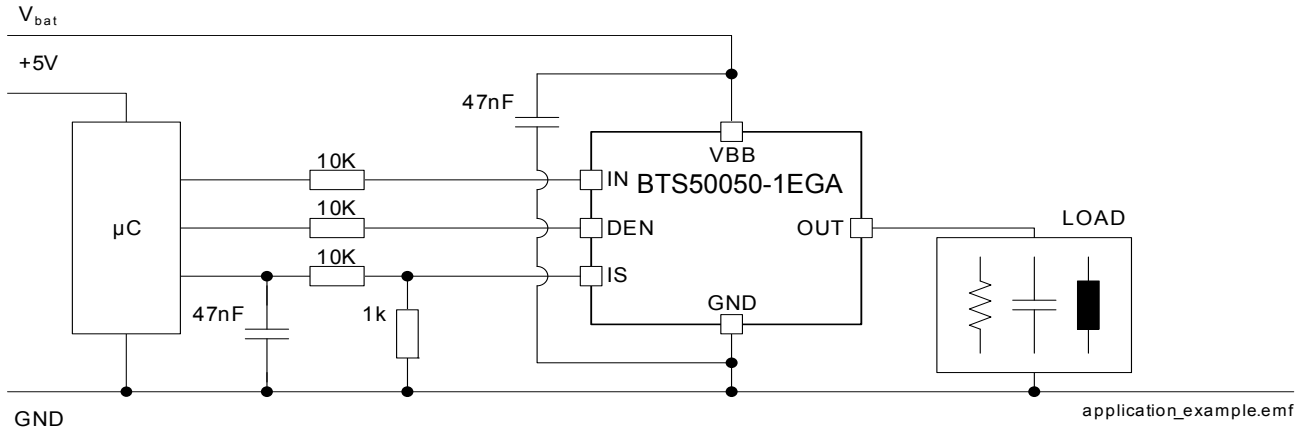 Vbat
+5V
47nF
VBB
BTS50050-1EGA
10K
IN
10K
DEN
µC
OUT
LOAD
10K
IS
47nF
1k
GND
GND
application_example.emf